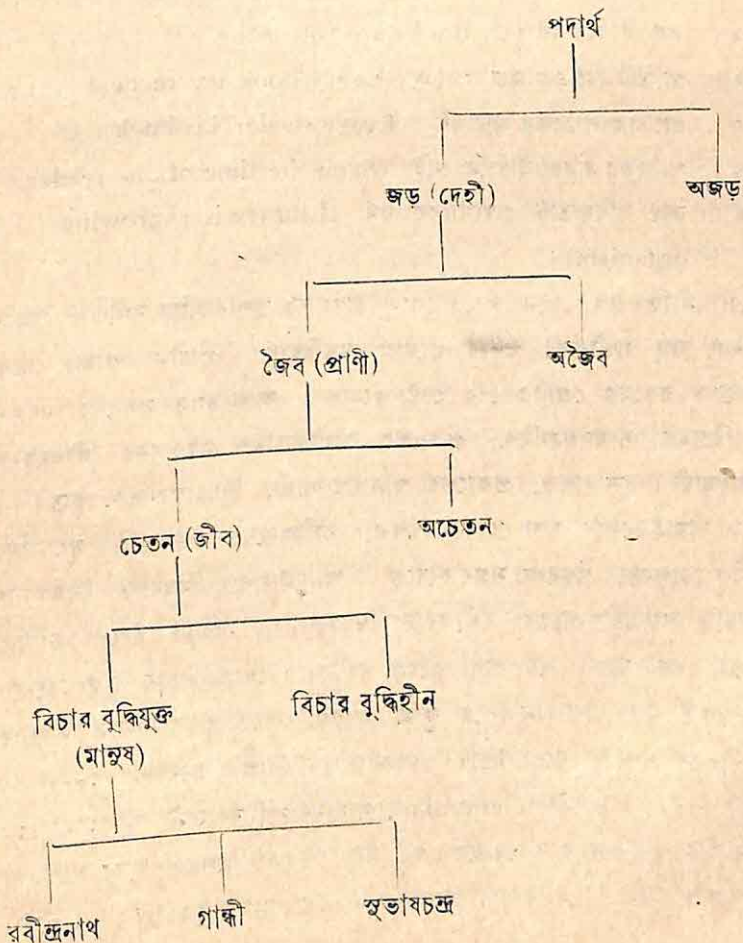 পদার্থ
জড় (দেহী) অজড়
জৈব (প্রাণী) অজৈব
চেতন (জীব) অচেতন
বিচার বুদ্ধিযুক্ত বিচার বুদ্ধিহীন
(মানুষ)
রবীন্দ্রনাথ গান্ধী সুভাষচন্দ্র